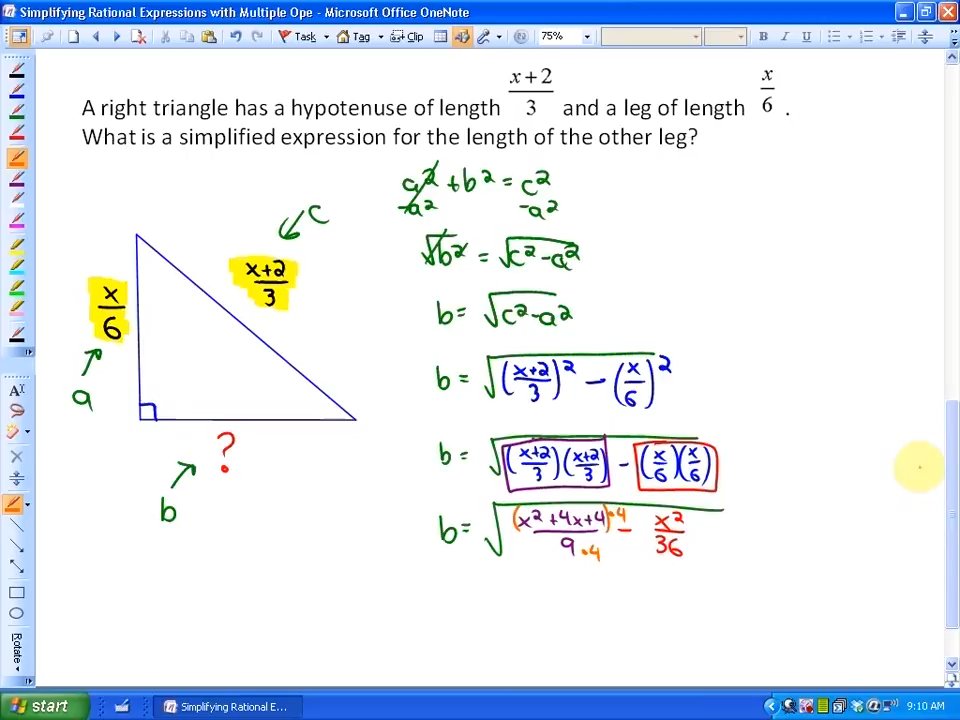 Simplifying Rational Expressions with Multiple Ope - Microsoft Office OneNote
Task Tag Clip 75% B I U
A right triangle has a hypotenuse of length (x+2)/3 and a leg of length x/6 .
What is a simplified expression for the length of the other leg?
a² + b² = c²
-a² -a²
√b² = √(c² - a²)
b = √(c² - a²)
b = √(((x+2)/3)² - (x/6)²)
b = √(((x+2)/3)((x+2)/3) - (x/6)(x/6))
b = √((x² + 4x + 4)·4/(9·4) - x²/36)
c
(x+2)/3
x/6
a
?
b
Rotate
start
Simplifying Rational E...
9:10 AM